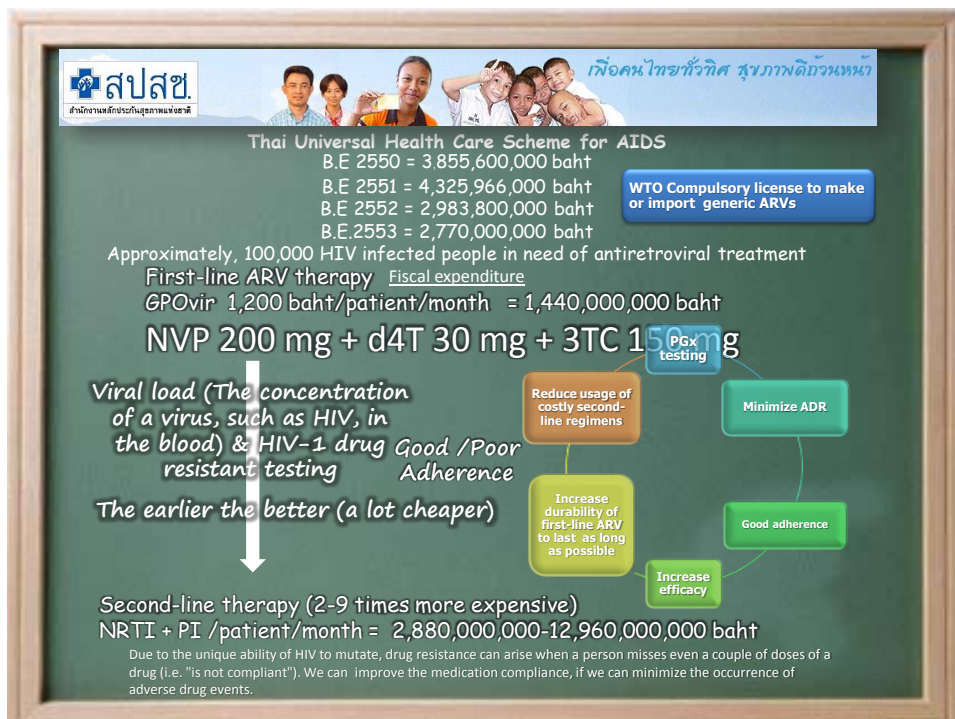 สปสช.
สำนักงานหลักประกันสุขภาพแห่งชาติ
เพื่อคนไทยทั่วทิศ สุขภาพดีถ้วนหน้า
Thai Universal Health Care Scheme for AIDS
B.E 2550 = 3,855,600,000 baht
B.E 2551 = 4,325,966,000 baht
B.E 2552 = 2,983,800,000 baht
B.E.2553 = 2,770,000,000 baht
WTO Compulsory license to make
or import generic ARVs
Approximately, 100,000 HIV infected people in need of antiretroviral treatment
First-line ARV therapy Fiscal expenditure
GPOvir 1,200 baht/patient/month = 1,440,000,000 baht
NVP 200 mg + d4T 30 mg + 3TC 150 mg
Viral load (The concentration
of a virus, such as HIV, in
the blood) & HIV-1 drug
resistant testing
Good /Poor
Adherence
The earlier the better (a lot cheaper)
PGx
testing
Minimize ADR
Good adherence
Increase
efficacy
Increase
durability of
first-line ARV
to last as long
as possible
Reduce usage of
costly second-
line regimens
Second-line therapy (2-9 times more expensive)
NRTI + PI /patient/month = 2,880,000,000-12,960,000,000 baht
Due to the unique ability of HIV to mutate, drug resistance can arise when a person misses even a couple of doses of a
drug (i.e. "is not compliant"). We can improve the medication compliance, if we can minimize the occurrence of
adverse drug events.